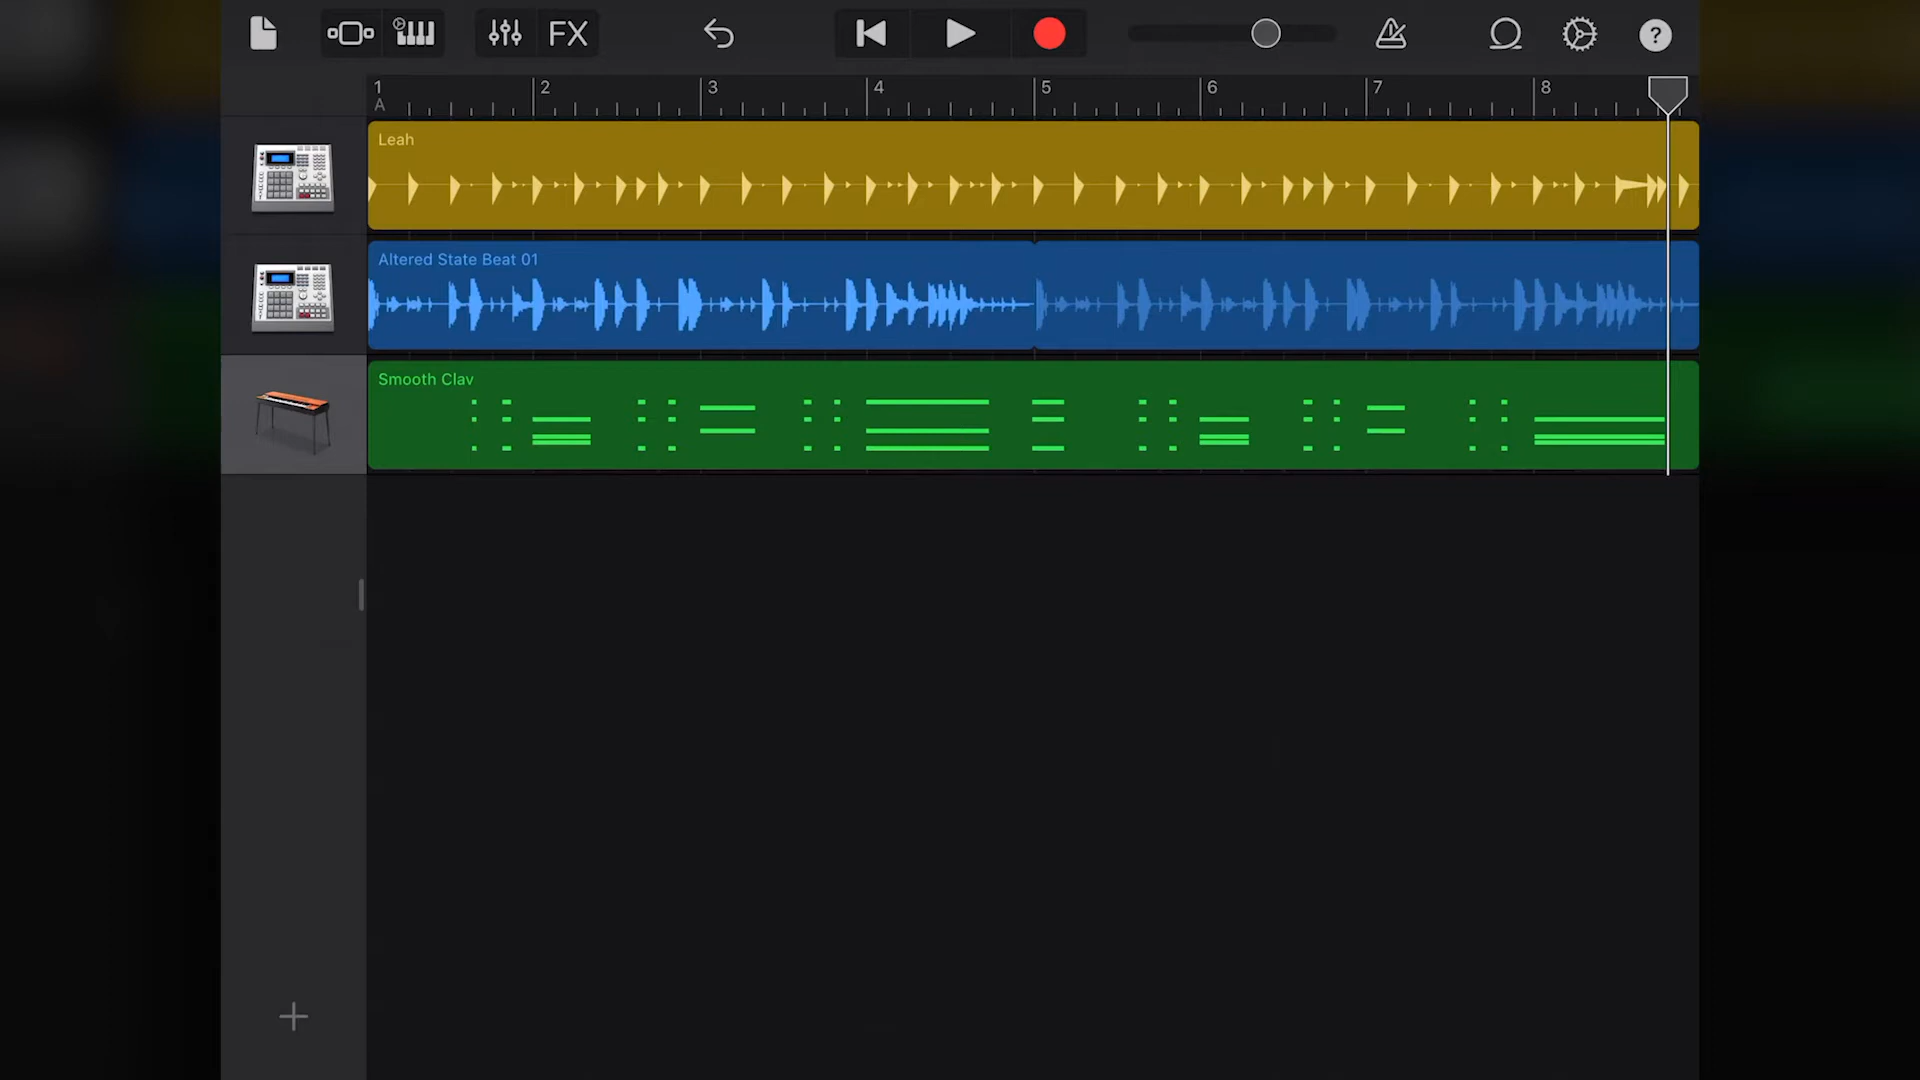 FX
?
1 2 3 4 5 6 7 8
A
Leah
Altered State Beat 01
Smooth Clav